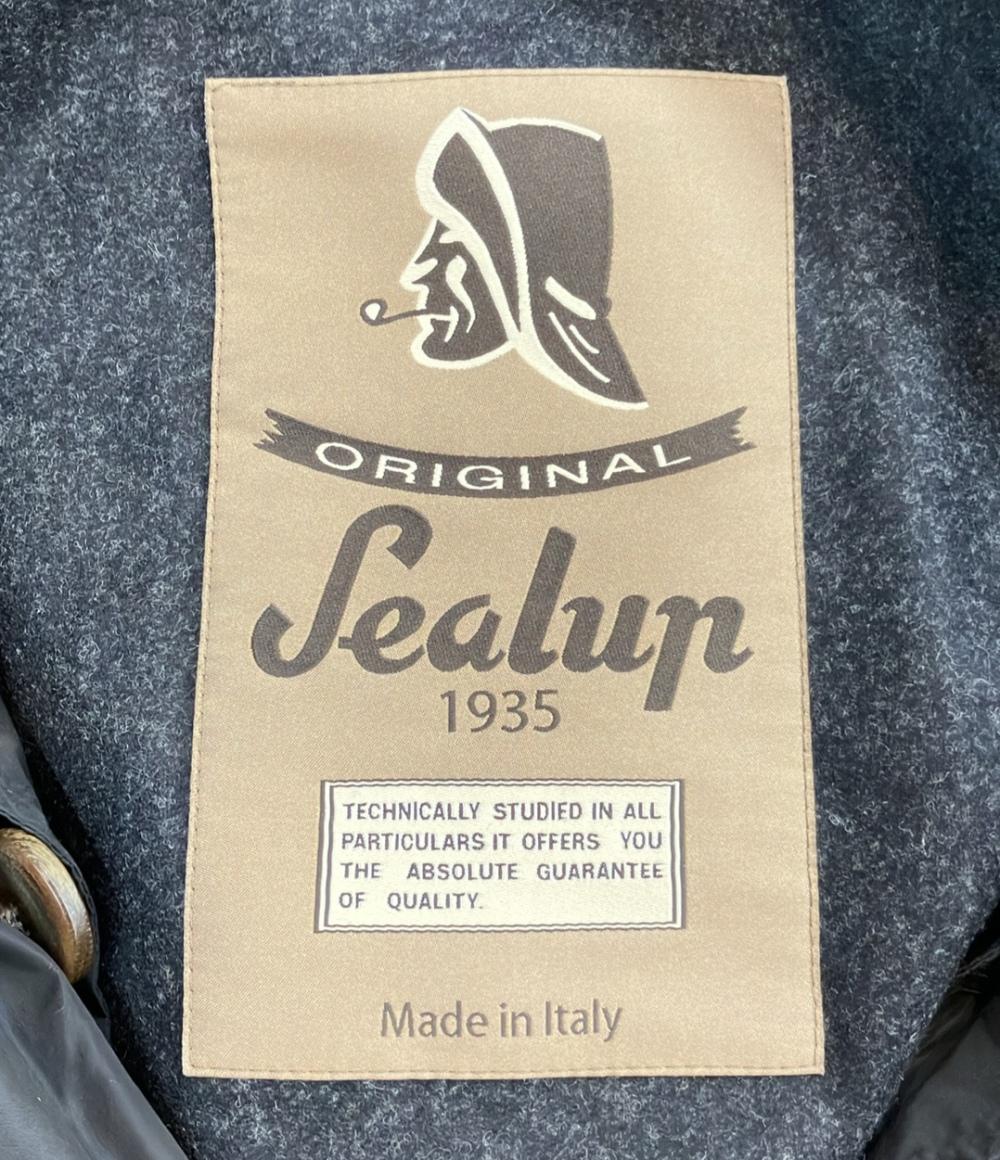 ORIGINAL
Sealup
1935
TECHNICALLY STUDIED IN ALL
PARTICULARS IT OFFERS YOU
THE ABSOLUTE GUARANTEE
OF QUALITY.
Made in Italy